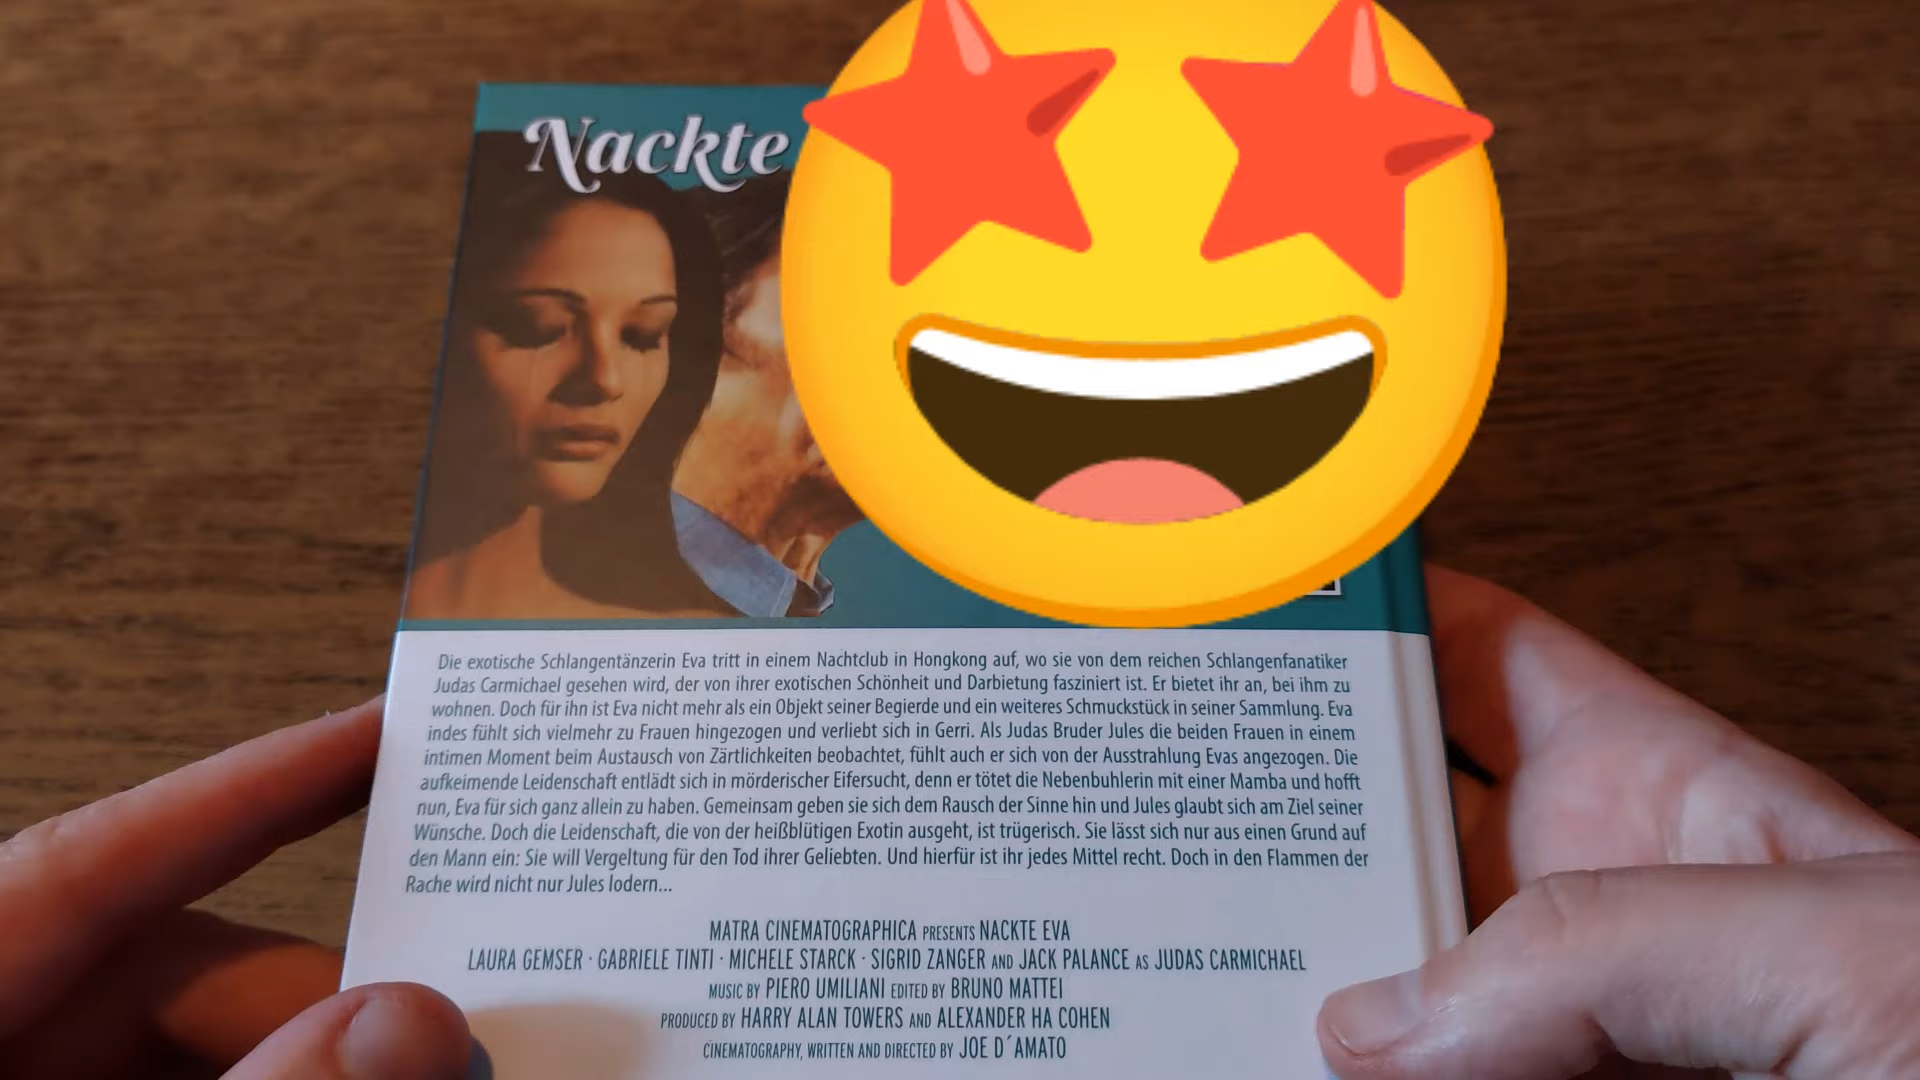 Nackte
Die exotische Schlangentänzerin Eva tritt in einem Nachtclub in Hongkong auf, wo sie von dem reichen Schlangenfanatiker
Judas Carmichael gesehen wird, der von ihrer exotischen Schönheit und Darbietung fasziniert ist. Er bietet ihr an, bei ihm zu
wohnen. Doch für ihn ist Eva nicht mehr als ein Objekt seiner Begierde und ein weiteres Schmuckstück in seiner Sammlung. Eva
indes fühlt sich vielmehr zu Frauen hingezogen und verliebt sich in Gerri. Als Judas Bruder Jules die beiden Frauen in einem
intimen Moment beim Austausch von Zärtlichkeiten beobachtet, fühlt auch er sich von der Ausstrahlung Evas angezogen. Die
aufkeimende Leidenschaft entlädt sich in mörderischer Eifersucht, denn er tötet die Nebenbuhlerin mit einer Mamba und hofft
nun, Eva für sich ganz allein zu haben. Gemeinsam geben sie sich dem Rausch der Sinne hin und Jules glaubt sich am Ziel seiner
Wünsche. Doch die Leidenschaft, die von der heißblütigen Exotin ausgeht, ist trügerisch. Sie lässt sich nur aus einen Grund auf
den Mann ein: Sie will Vergeltung für den Tod ihrer Geliebten. Und hierfür ist ihr jedes Mittel recht. Doch in den Flammen der
Rache wird nicht nur Jules lodern...
MATRA CINEMATOGRAPHICA PRESENTS NACKTE EVA
LAURA GEMSER · GABRIELE TINTI · MICHELE STARCK · SIGRID ZANGER AND JACK PALANCE AS JUDAS CARMICHAEL
MUSIC BY PIERO UMILIANI EDITED BY BRUNO MATTEI
PRODUCED BY HARRY ALAN TOWERS AND ALEXANDER HA COHEN
CINEMATOGRAPHY, WRITTEN AND DIRECTED BY JOE D´AMATO